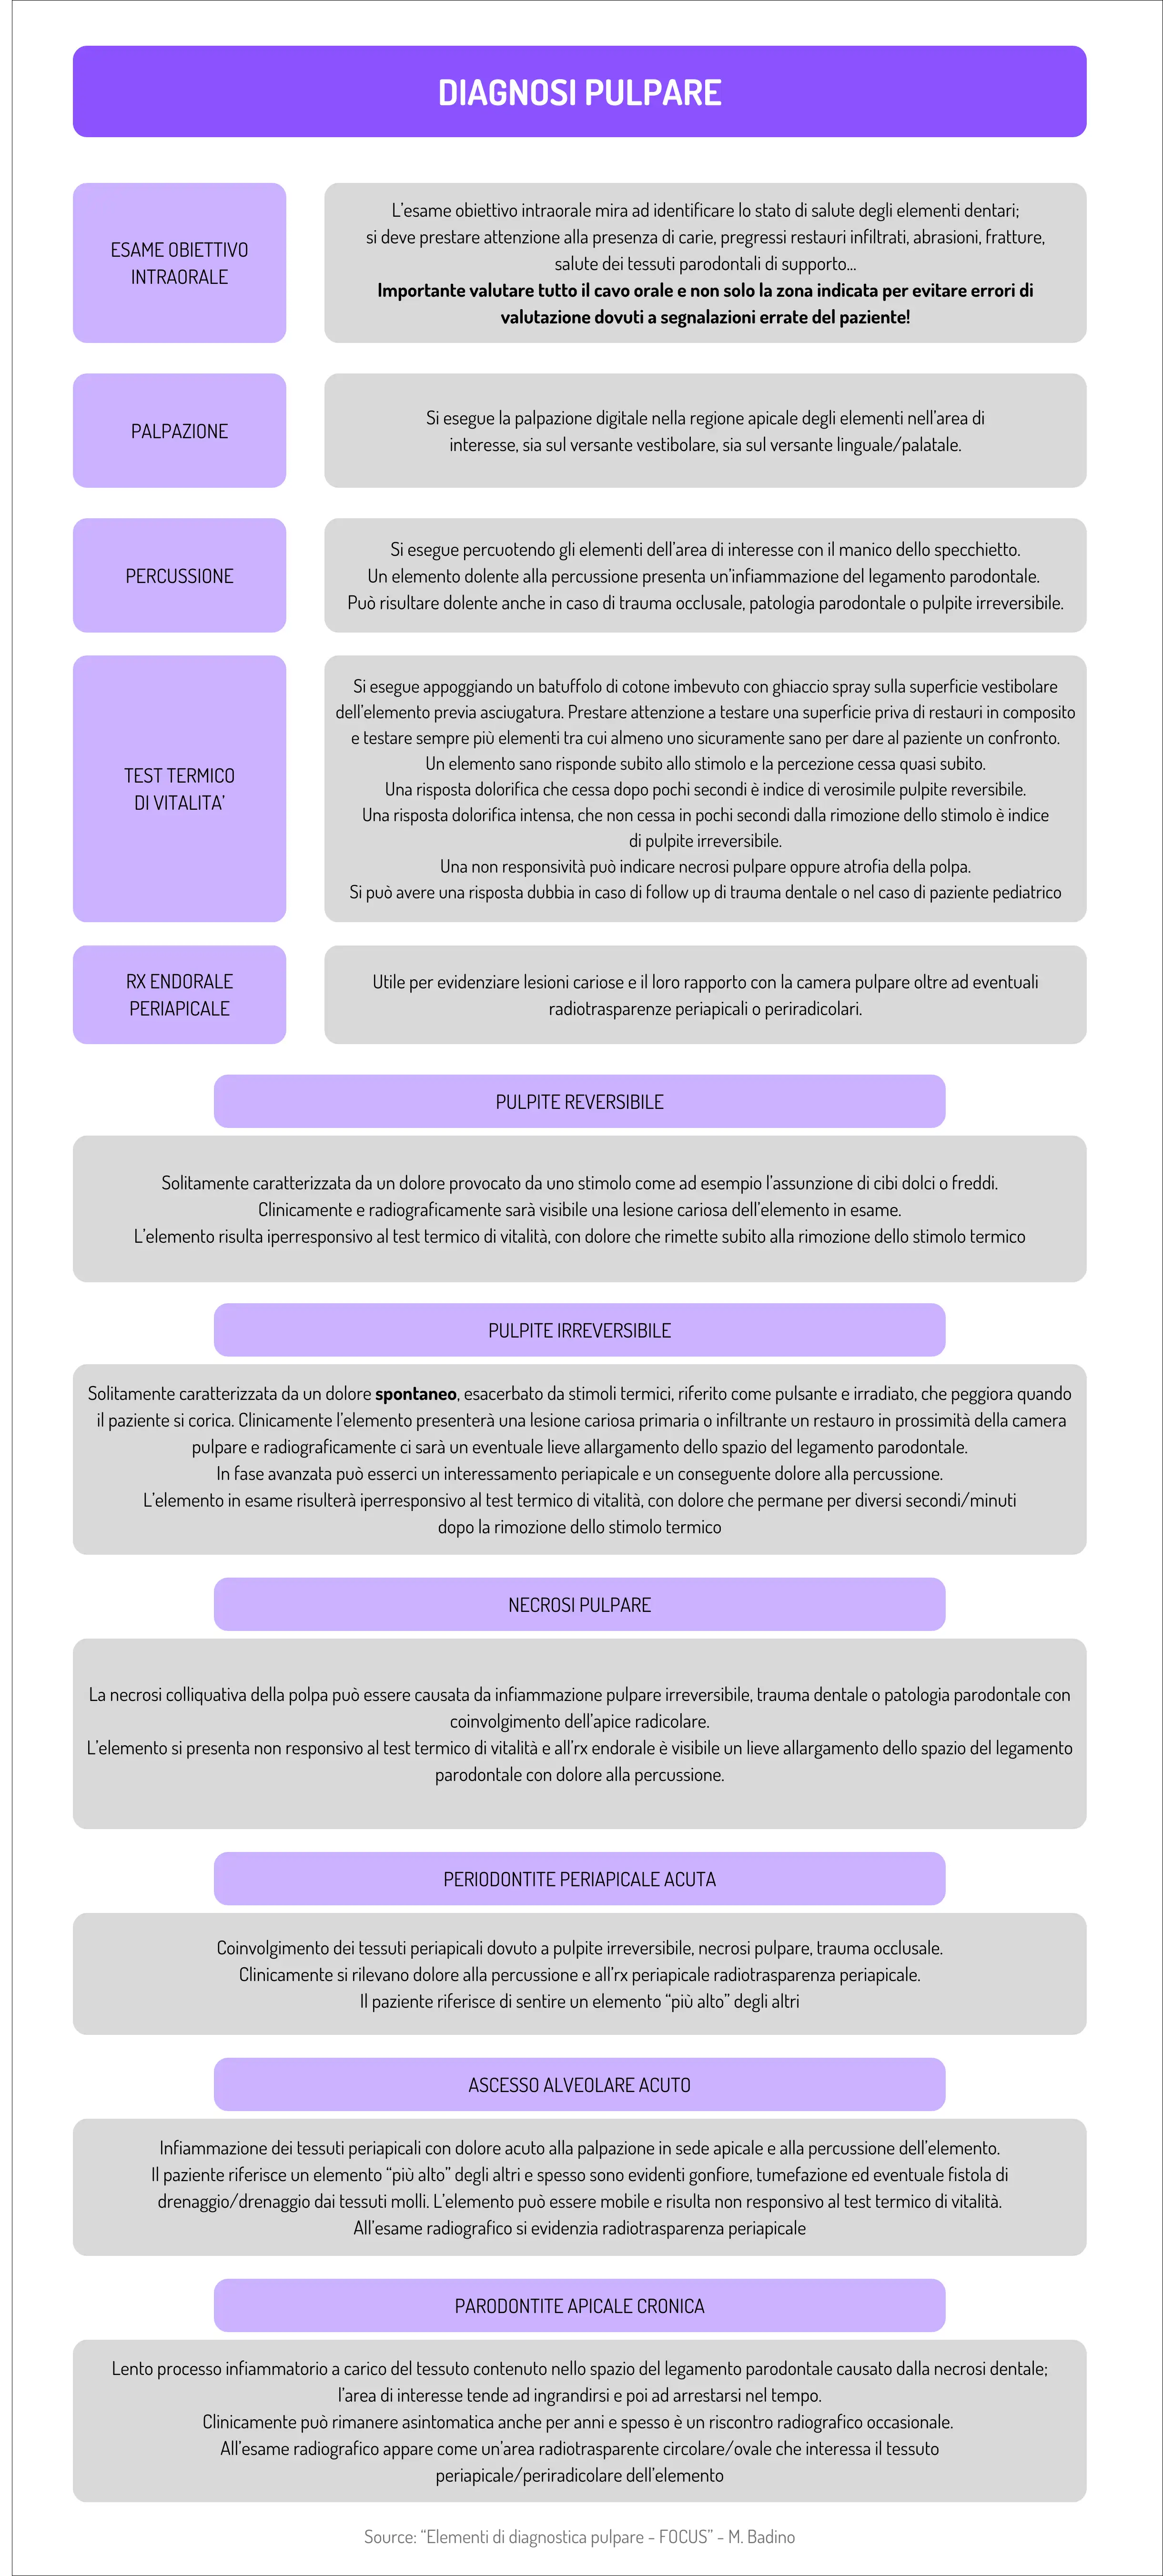 DIAGNOSI PULPARE
ESAME OBIETTIVO
INTRAORALE
L'esame obiettivo intraorale mira ad identificare lo stato di salute degli elementi dentari;
si deve prestare attenzione alla presenza di carie, pregressi restauri infiltrati, abrasioni, fratture,
salute dei tessuti parodontali di supporto...
Importante valutare tutto il cavo orale e non solo la zona indicata per evitare errori di
valutazione dovuti a segnalazioni errate del paziente!
PALPAZIONE
Si esegue la palpazione digitale nella regione apicale degli elementi nell'area di
interesse, sia sul versante vestibolare, sia sul versante linguale/palatale.
PERCUSSIONE
Si esegue percuotendo gli elementi dell'area di interesse con il manico dello specchietto.
Un elemento dolente alla percussione presenta un'infiammazione del legamento parodontale.
Può risultare dolente anche in caso di trauma occlusale, patologia parodontale o pulpite irreversibile.
TEST TERMICO
DI VITALITA'
Si esegue appoggiando un batuffolo di cotone imbevuto con ghiaccio spray sulla superficie vestibolare
dell'elemento previa asciugatura. Prestare attenzione a testare una superficie priva di restauri in composito
e testare sempre più elementi tra cui almeno uno sicuramente sano per dare al paziente un confronto.
Un elemento sano risponde subito allo stimolo e la percezione cessa quasi subito.
Una risposta dolorifica che cessa dopo pochi secondi è indice di verosimile pulpite reversibile.
Una risposta dolorifica intensa, che non cessa in pochi secondi dalla rimozione dello stimolo è indice
di pulpite irreversibile.
Una non responsività può indicare necrosi pulpare oppure atrofia della polpa.
Si può avere una risposta dubbia in caso di follow up di trauma dentale o nel caso di paziente pediatrico
RX ENDORALE
PERIAPICALE
Utile per evidenziare lesioni cariose e il loro rapporto con la camera pulpare oltre ad eventuali
radiotrasparenze periapicali o periradicolari.
PULPITE REVERSIBILE
Solitamente caratterizzata da un dolore provocato da uno stimolo come ad esempio l'assunzione di cibi dolci o freddi.
Clinicamente e radiograficamente sarà visibile una lesione cariosa dell'elemento in esame.
L'elemento risulta iperresponsivo al test termico di vitalità, con dolore che rimette subito alla rimozione dello stimolo termico
PULPITE IRREVERSIBILE
Solitamente caratterizzata da un dolore spontaneo, esacerbato da stimoli termici, riferito come pulsante e irradiato, che peggiora quando
il paziente si corica. Clinicamente l'elemento presenterà una lesione cariosa primaria o infiltrante un restauro in prossimità della camera
pulpare e radiograficamente ci sarà un eventuale lieve allargamento dello spazio del legamento parodontale.
In fase avanzata può esserci un interessamento periapicale e un conseguente dolore alla percussione.
L'elemento in esame risulterà iperresponsivo al test termico di vitalità, con dolore che permane per diversi secondi/minuti
dopo la rimozione dello stimolo termico
NECROSI PULPARE
La necrosi colliquativa della polpa può essere causata da infiammazione pulpare irreversibile, trauma dentale o patologia parodontale con
coinvolgimento dell'apice radicolare.
L'elemento si presenta non responsivo al test termico di vitalità e all'rx endorale è visibile un lieve allargamento dello spazio del legamento
parodontale con dolore alla percussione.
PERIODONTITE PERIAPICALE ACUTA
Coinvolgimento dei tessuti periapicali dovuto a pulpite irreversibile, necrosi pulpare, trauma occlusale.
Clinicamente si rilevano dolore alla percussione e all'rx periapicale radiotrasparenza periapicale.
Il paziente riferisce di sentire un elemento “più alto” degli altri
ASCESSO ALVEOLARE ACUTO
Infiammazione dei tessuti periapicali con dolore acuto alla palpazione in sede apicale e alla percussione dell'elemento.
Il paziente riferisce un elemento “più alto” degli altri e spesso sono evidenti gonfiore, tumefazione ed eventuale fistola di
drenaggio/drenaggio dai tessuti molli. L'elemento può essere mobile e risulta non responsivo al test termico di vitalità.
All'esame radiografico si evidenzia radiotrasparenza periapicale
PARODONTITE APICALE CRONICA
Lento processo infiammatorio a carico del tessuto contenuto nello spazio del legamento parodontale causato dalla necrosi dentale;
l'area di interesse tende ad ingrandirsi e poi ad arrestarsi nel tempo.
Clinicamente può rimanere asintomatica anche per anni e spesso è un riscontro radiografico occasionale.
All'esame radiografico appare come un'area radiotrasparente circolare/ovale che interessa il tessuto
periapicale/periradicolare dell'elemento
Source: “Elementi di diagnostica pulpare - FOCUS” - M. Badino